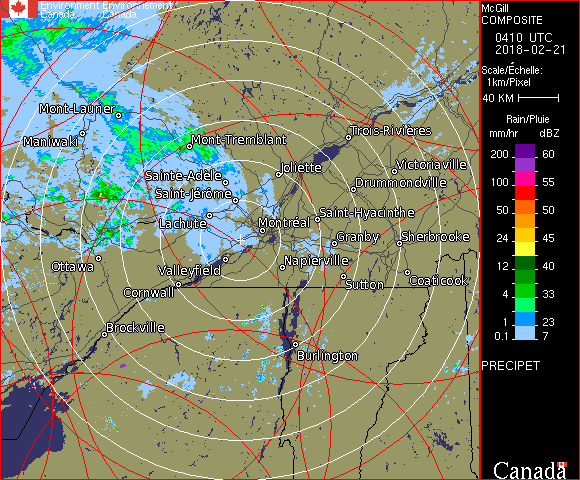 Environment Environnement
Canada Canada
Mont-Laurier
Maniwaki
Mont-Tremblant
Trois-Rivières
Joliette
Victoriaville
Sainte-Adèle
Drummondville
Saint-Jérôme
Saint-Hyacinthe
Lachute
Montréal
Granby
Sherbrooke
Ottawa
Valleyfield
Napierville
Sutton
Coaticook
Cornwall
Brockville
Burlington
McGill
COMPOSITE
0410 UTC
2018-02-21
Scale/Échelle:
1km/Pixel
40 KM
Rain/Pluie
mm/hr dBZ
200 60
100 55
50 50
24 45
12 40
4 33
1 23
0.1 7
PRECIPET
Canada